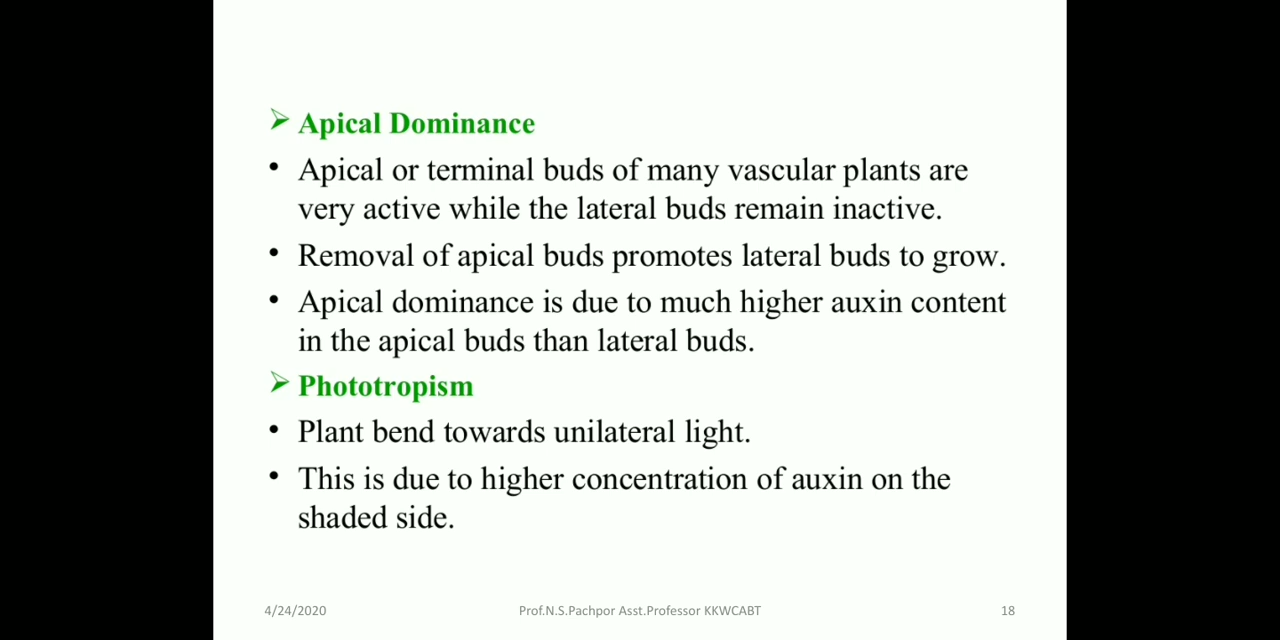 ➢ Apical Dominance
• Apical or terminal buds of many vascular plants are
very active while the lateral buds remain inactive.
• Removal of apical buds promotes lateral buds to grow.
• Apical dominance is due to much higher auxin content
in the apical buds than lateral buds.
➢ Phototropism
• Plant bend towards unilateral light.
• This is due to higher concentration of auxin on the
shaded side.
4/24/2020 Prof.N.S.Pachpor Asst.Professor KKWCABT 18